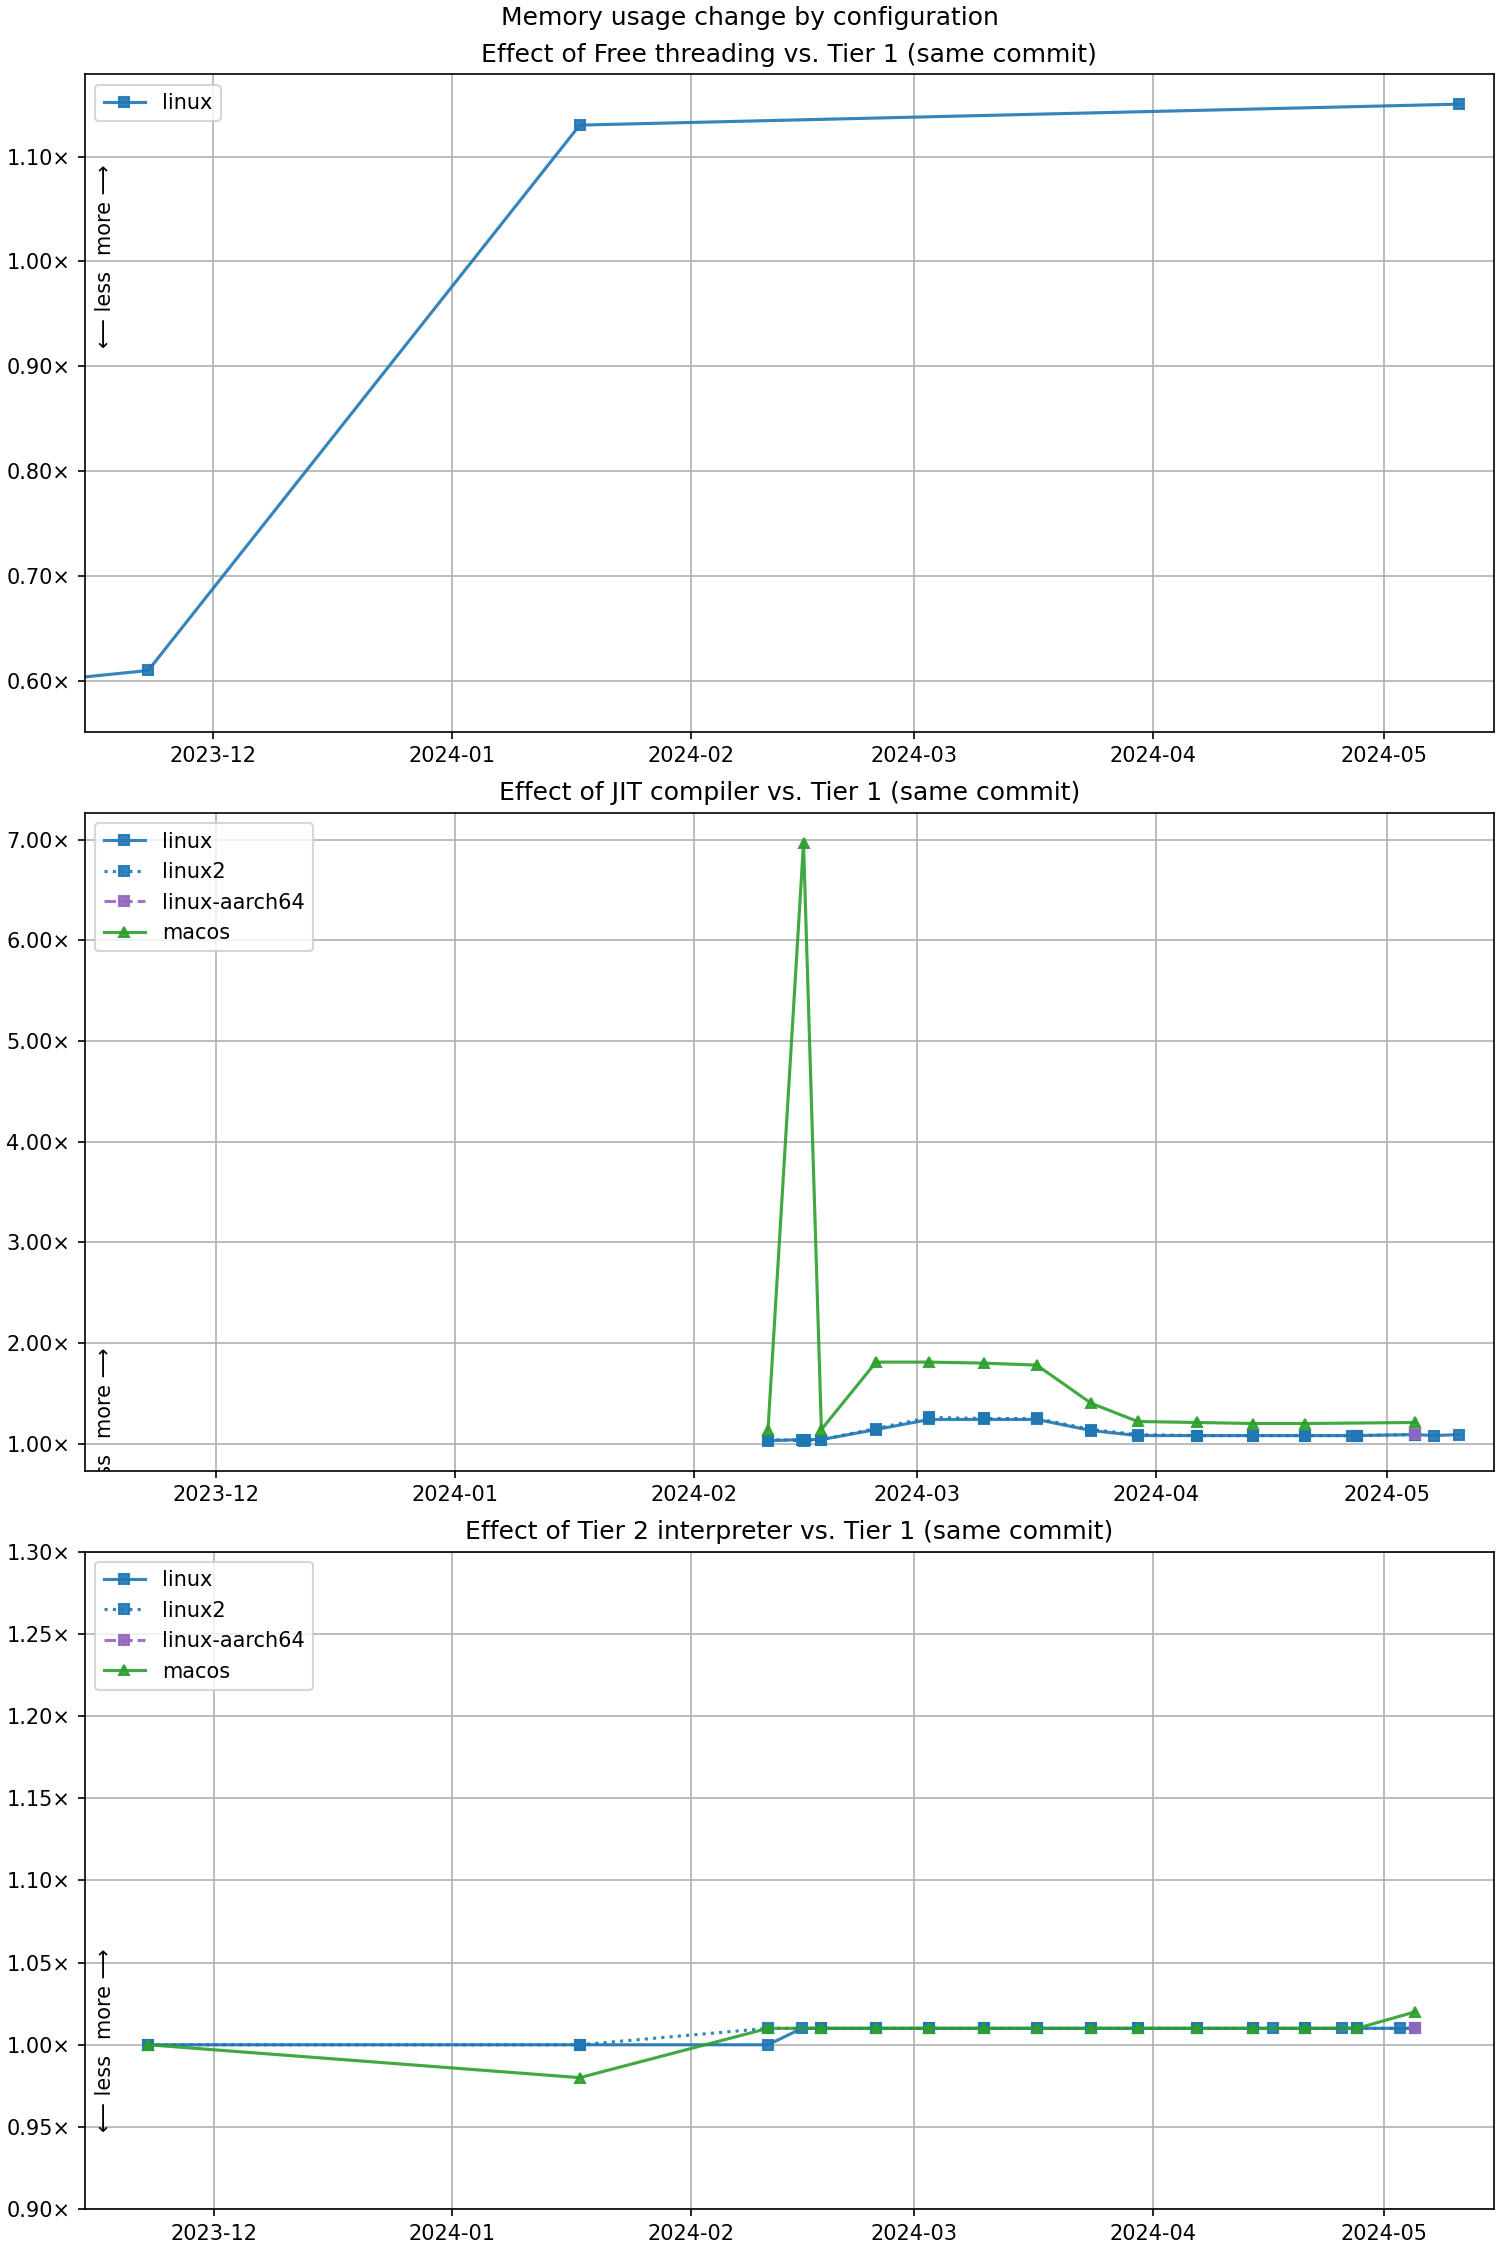 Memory usage change by configuration
Effect of Free threading vs. Tier 1 (same commit)
linux
1.10×
1.00×
0.90×
0.80×
0.70×
0.60×
← less more →
2023-12 2024-01 2024-02 2024-03 2024-04 2024-05
Effect of JIT compiler vs. Tier 1 (same commit)
linux
linux2
linux-aarch64
macos
7.00×
6.00×
5.00×
4.00×
3.00×
2.00×
1.00×
ss more →
2023-12 2024-01 2024-02 2024-03 2024-04 2024-05
Effect of Tier 2 interpreter vs. Tier 1 (same commit)
linux
linux2
linux-aarch64
macos
1.30×
1.25×
1.20×
1.15×
1.10×
1.05×
1.00×
0.95×
0.90×
← less more →
2023-12 2024-01 2024-02 2024-03 2024-04 2024-05